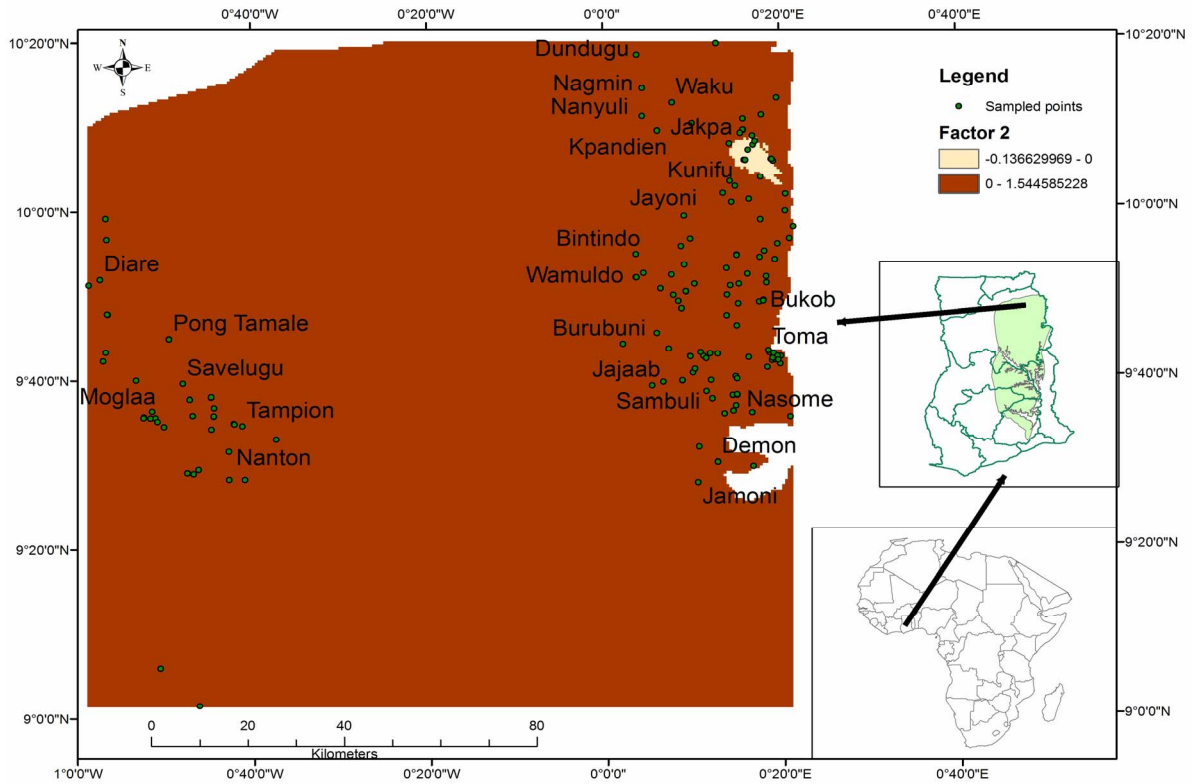 0°40'0"W 0°20'0"W 0°0'0" 0°20'0"E 0°40'0"E
10°20'0"N
10°20'0"N
N
W E
S
Dundugu
Nagmin
Waku
Nanyuli
Jakpa
Kpandien
Kunifu
Legend
Sampled points
Factor 2
-0.136629969 - 0
0 - 1.544585228
10°0'0"N
10°0'0"N
Jayoni
Bintindo
Diare
Wamuldo
Bukob
Pong Tamale
Burubuni
Toma
9°40'0"N
9°40'0"N
Savelugu
Jajaab
Moglaa
Tampion
Sambuli
Nasome
Nanton
Demon
Jamoni
9°20'0"N
9°20'0"N
9°0'0"N
9°0'0"N
0 20 40 80
Kilometers
1°0'0"W 0°40'0"W 0°20'0"W 0°0'0" 0°20'0"E 0°40'0"E